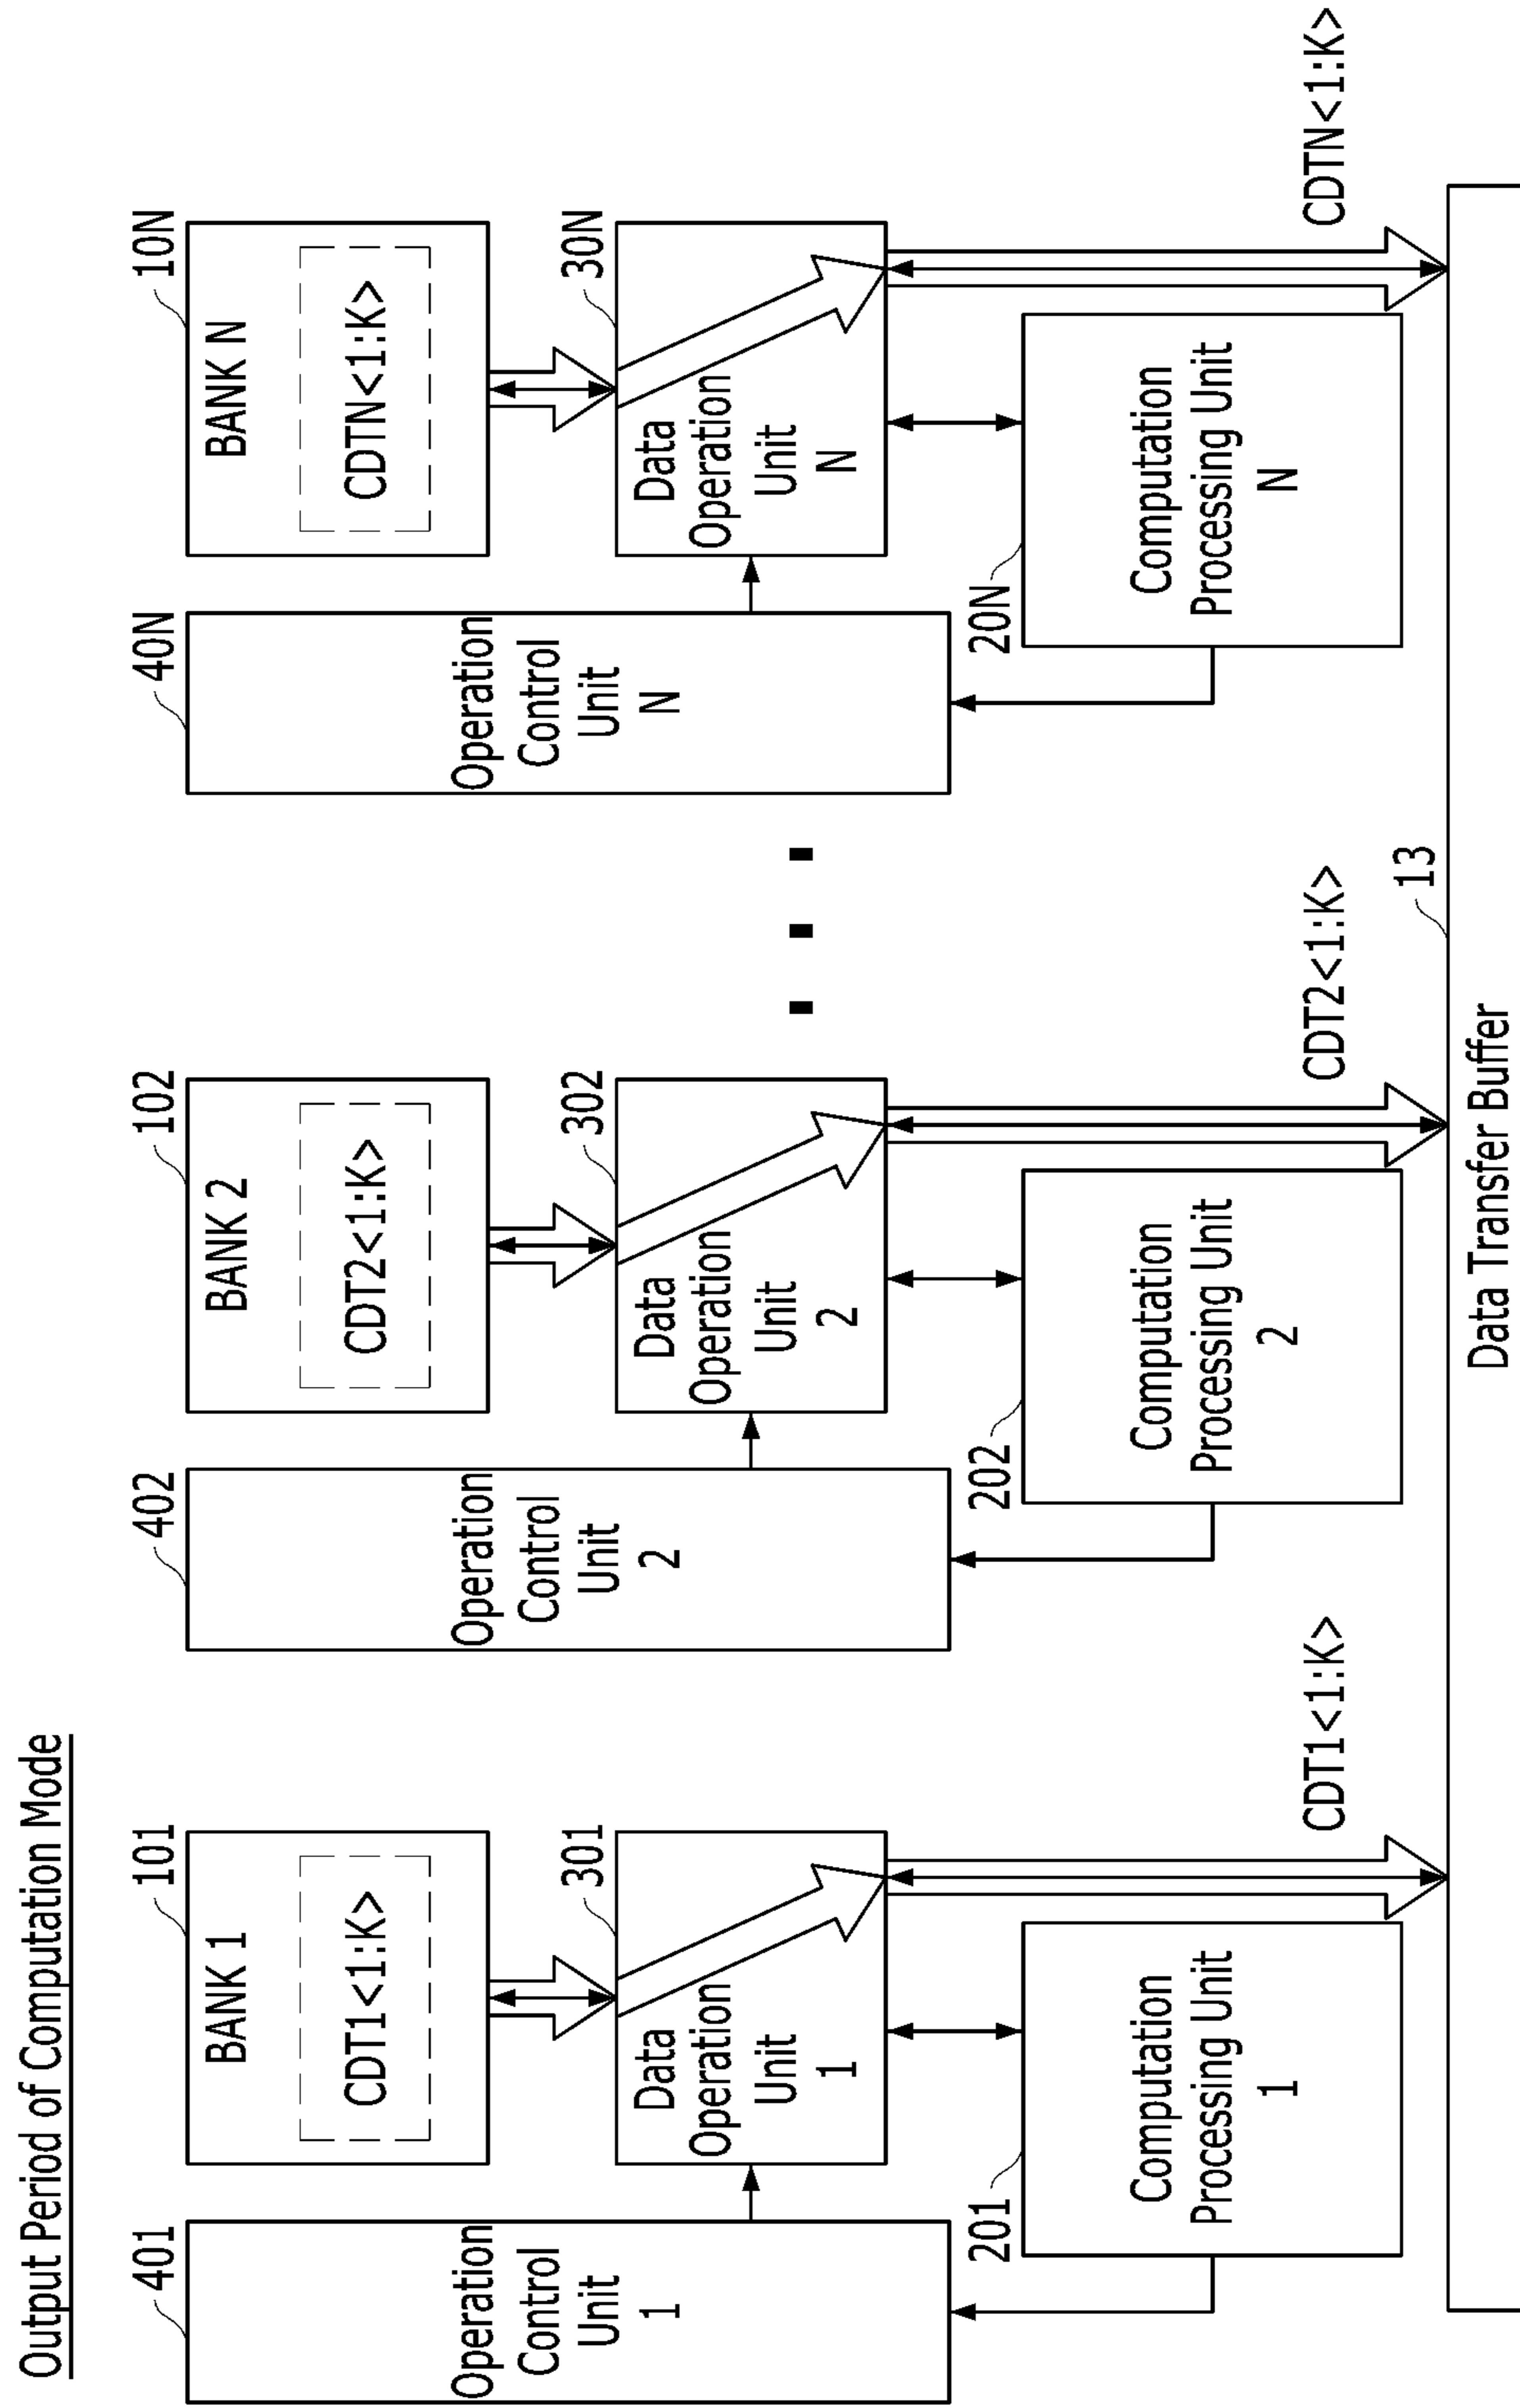 Output Period of Computation Mode
401
101
402
102
40N
10N
Operation
Control
Unit
1
BANK 1
CDT1<1:K>
301
Data
Operation
Unit
1
201
Computation
Processing Unit
1
CDT1<1:K>
Operation
Control
Unit
2
BANK 2
CDT2<1:K>
302
Data
Operation
Unit
2
202
Computation
Processing Unit
2
CDT2<1:K>
Operation
Control
Unit
N
BANK N
CDTN<1:K>
30N
Data
Operation
Unit
N
20N
Computation
Processing Unit
N
CDTN<1:K>
13
Data Transfer Buffer